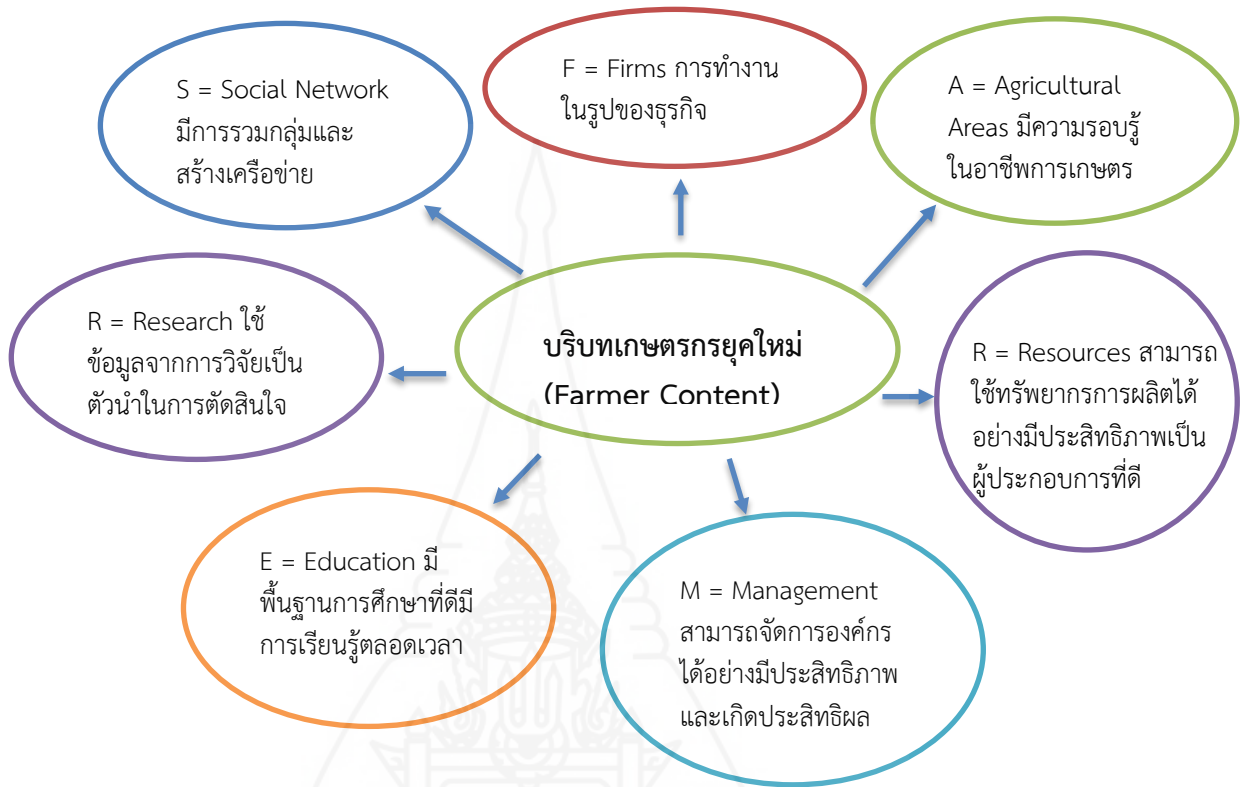 S = Social Network
มีการรวมกลุ่มและ
สร้างเครือข่าย
F = Firms การทำงาน
ในรูปของธุรกิจ
A = Agricultural
Areas มีความรอบรู้
ในอาชีพการเกษตร
R = Research ใช้
ข้อมูลจากการวิจัยเป็น
ตัวนำในการตัดสินใจ
บริบทเกษตรกรยุคใหม่
(Farmer Content)
R = Resources สามารถ
ใช้ทรัพยากรการผลิตได้
อย่างมีประสิทธิภาพเป็น
ผู้ประกอบการที่ดี
E = Education มี
พื้นฐานการศึกษาที่ดีมี
การเรียนรู้ตลอดเวลา
M = Management
สามารถจัดการองค์กร
ได้อย่างมีประสิทธิภาพ
และเกิดประสิทธิผล